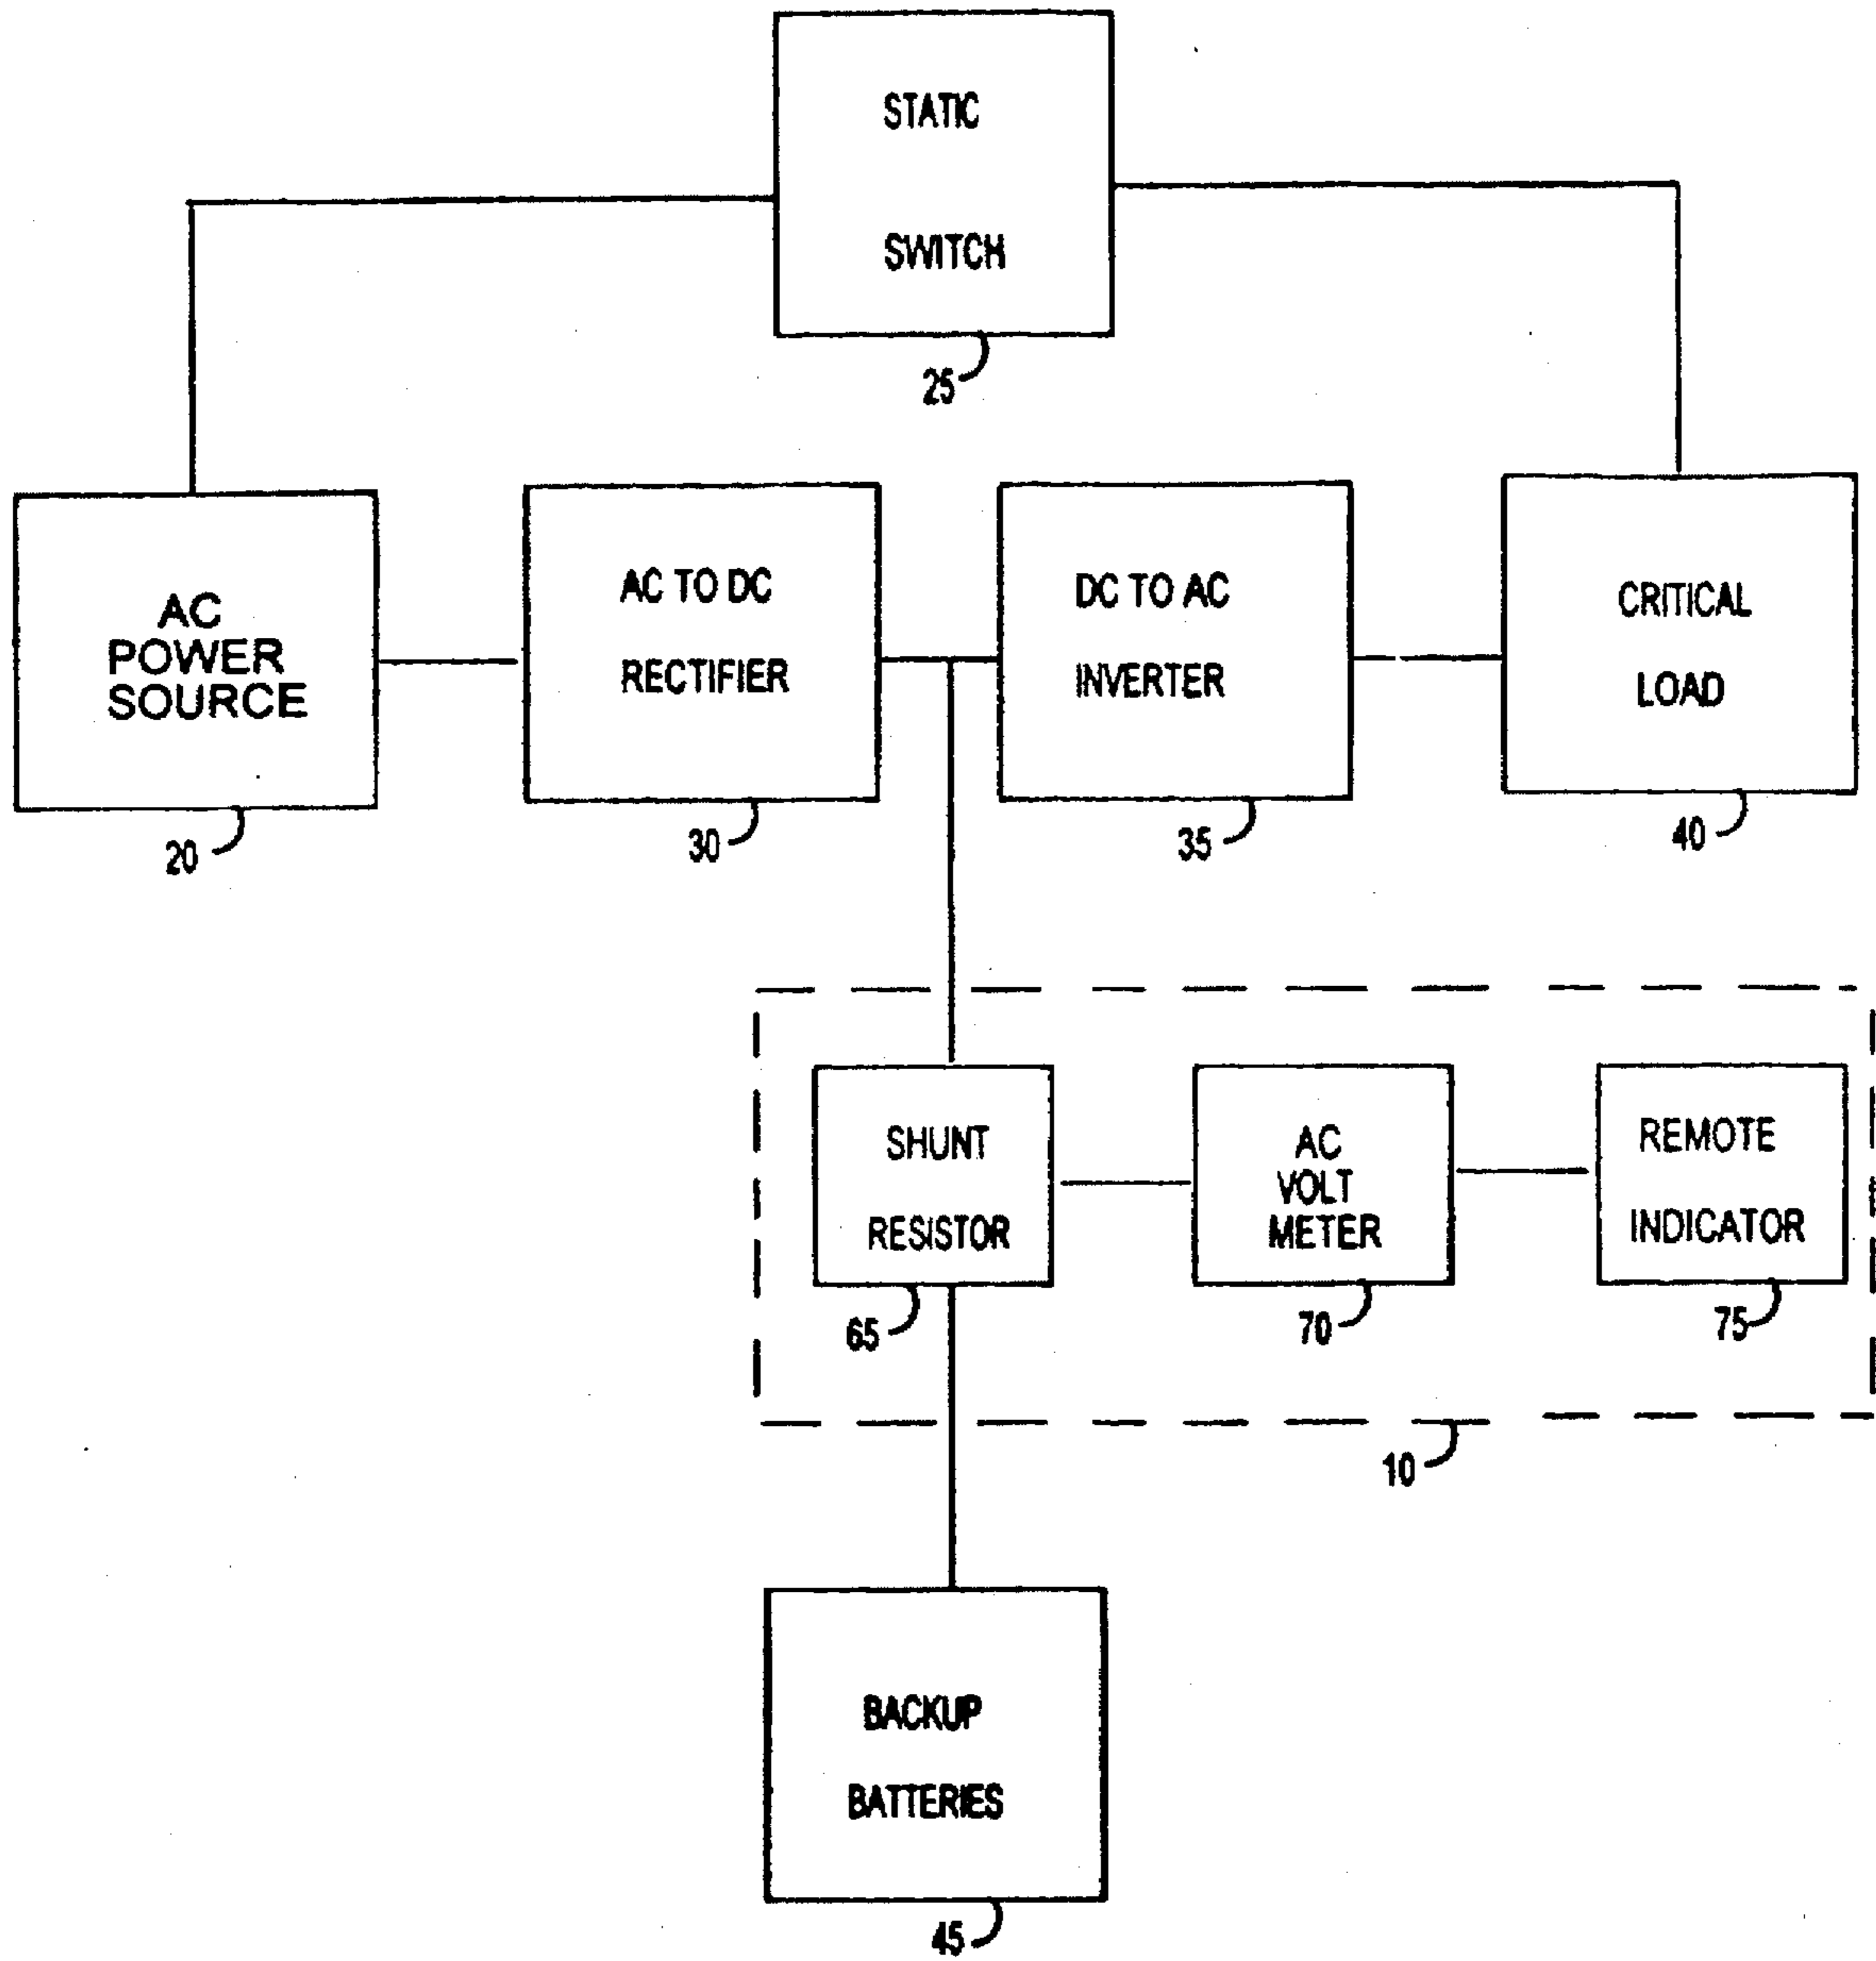 STATIC
SWITCH
25
AC
POWER
SOURCE
20
AC TO DC
RECTIFIER
30
DC TO AC
INVERTER
35
CRITICAL
LOAD
40
SHUNT
RESISTOR
65
AC
VOLT
METER
70
REMOTE
INDICATOR
75
10
BACKUP
BATTERIES
45